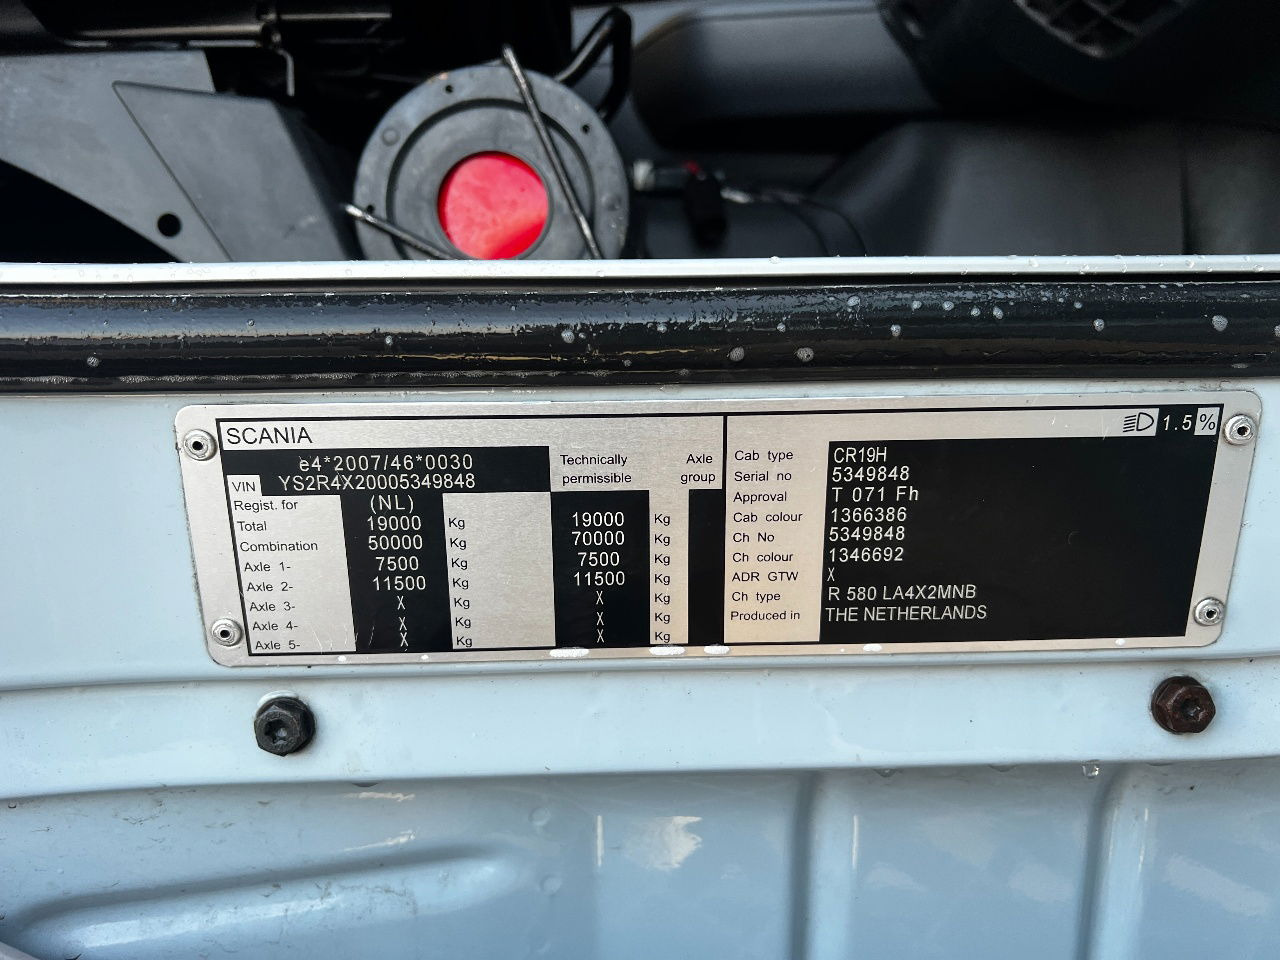 SCANIA
e4*2007/46*0030
VIN YS2R4X20005349848
Technically permissible
Axle group
Regist. for (NL)
Total 19000 Kg 19000 Kg
Combination 50000 Kg 70000 Kg
Axle 1- 7500 Kg 7500 Kg
Axle 2- 11500 Kg 11500 Kg
Axle 3- X Kg X Kg
Axle 4- X Kg X Kg
Axle 5- X Kg X Kg
1.5 %
Cab type CR19H
Serial no 5349848
Approval T 071 Fh
Cab colour 1366386
Ch No 5349848
Ch colour 1346692
ADR GTW X
Ch type R 580 LA4X2MNB
Produced in THE NETHERLANDS